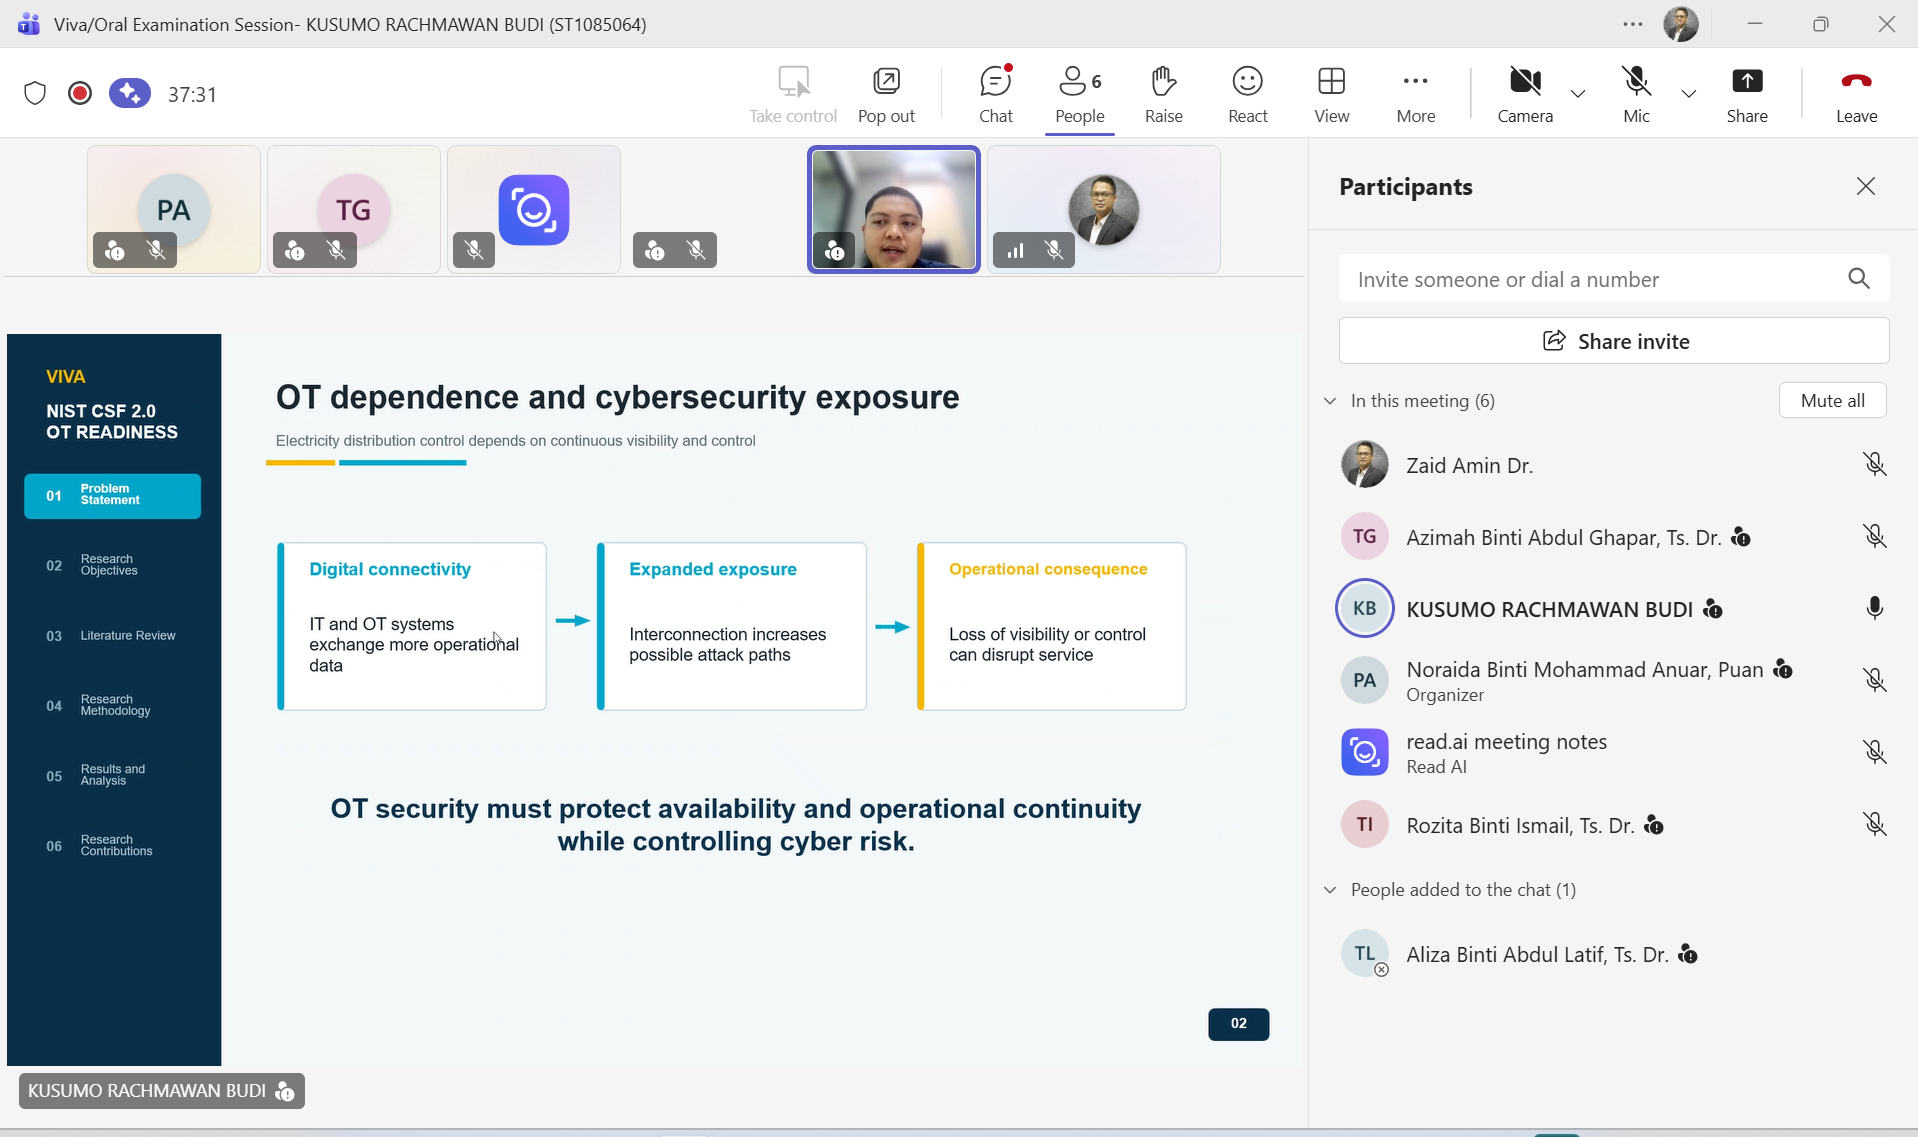 Viva/Oral Examination Session- KUSUMO RACHMAWAN BUDI (ST1085064)
37:31
Take control
Pop out
Chat
6
People
Raise
React
View
More
Camera
Mic
Share
Leave
PA
TG
VIVA
NIST CSF 2.0
OT READINESS
01 Problem
Statement
02 Research
Objectives
03 Literature Review
04 Research
Methodology
05 Results and
Analysis
06 Research
Contributions
OT dependence and cybersecurity exposure
Electricity distribution control depends on continuous visibility and control
Digital connectivity
IT and OT systems
exchange more operational
data
Expanded exposure
Interconnection increases
possible attack paths
Operational consequence
Loss of visibility or control
can disrupt service
OT security must protect availability and operational continuity
while controlling cyber risk.
02
KUSUMO RACHMAWAN BUDI
Participants
Invite someone or dial a number
Share invite
In this meeting (6)
Mute all
Zaid Amin Dr.
TG Azimah Binti Abdul Ghapar, Ts. Dr.
KB KUSUMO RACHMAWAN BUDI
PA Noraida Binti Mohammad Anuar, Puan
Organizer
read.ai meeting notes
Read AI
TI Rozita Binti Ismail, Ts. Dr.
People added to the chat (1)
TL Aliza Binti Abdul Latif, Ts. Dr.